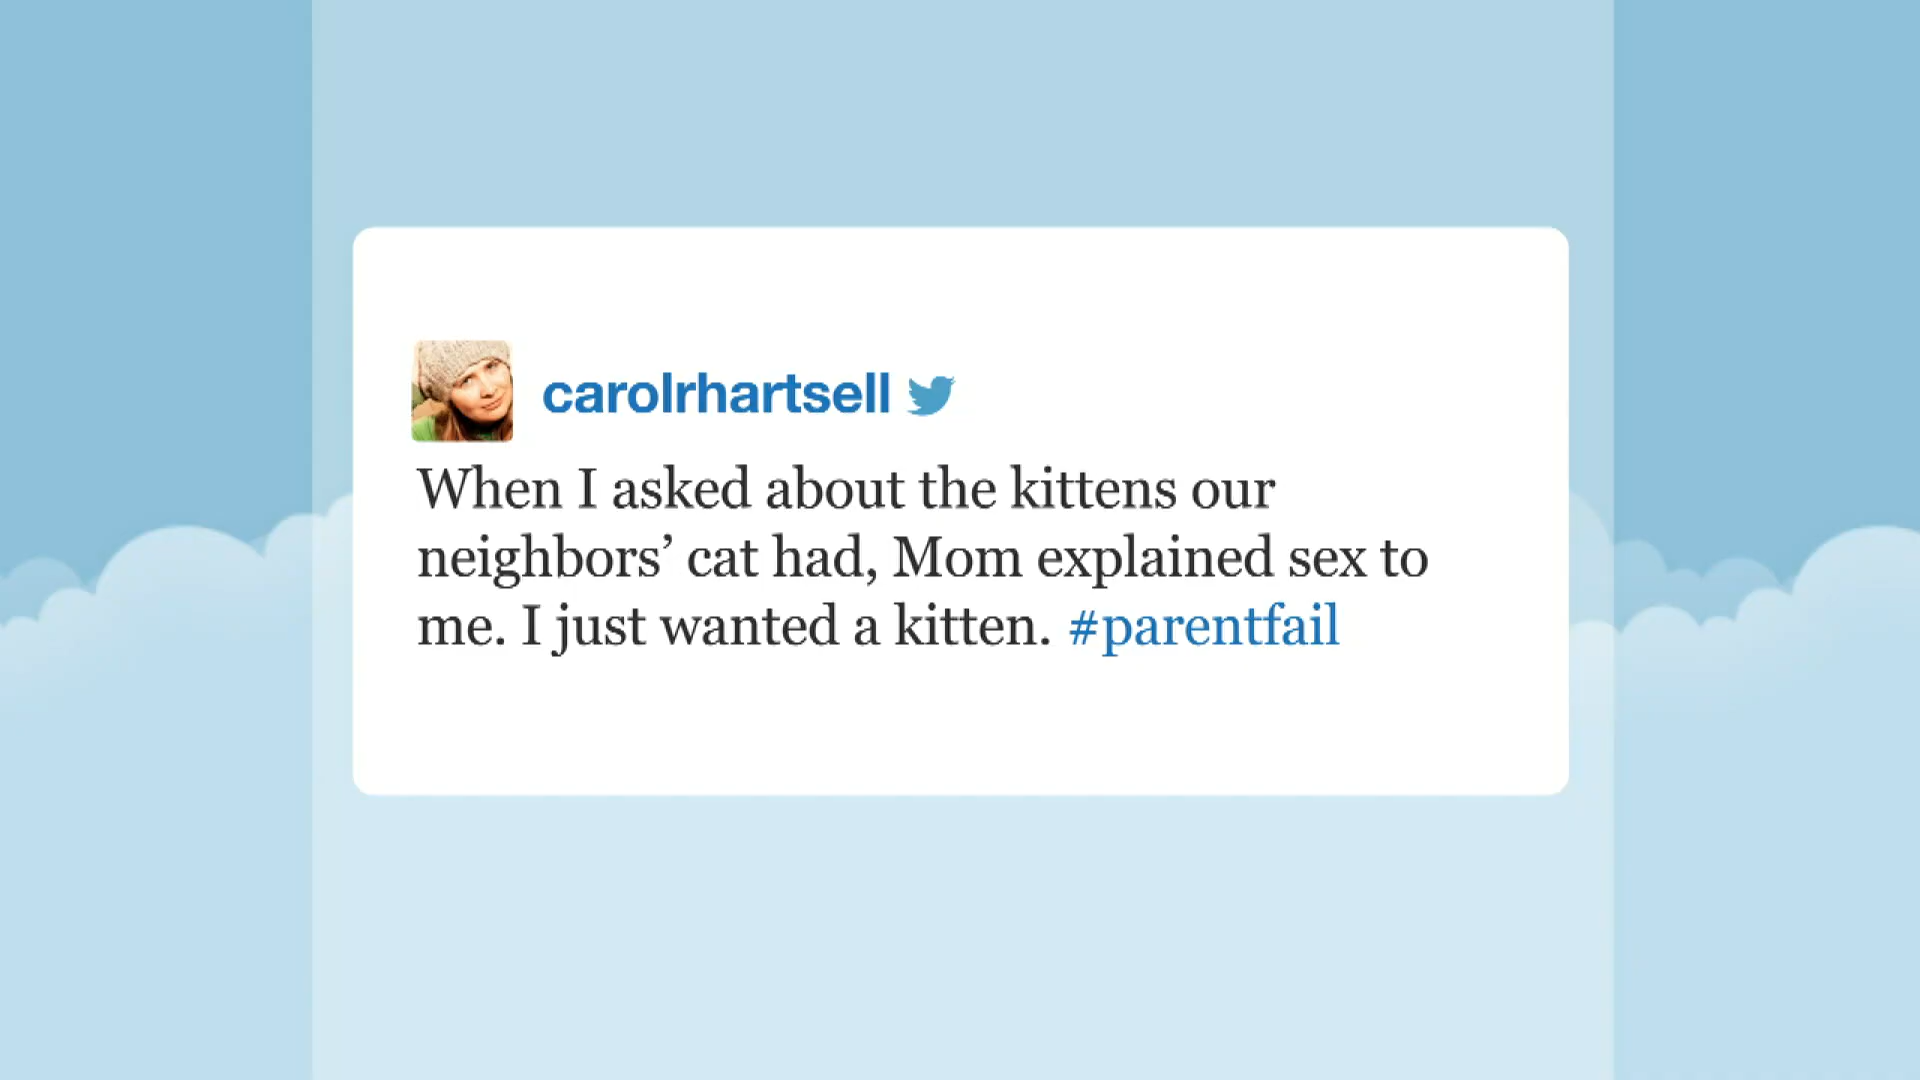 carolrhartsell
When I asked about the kittens our
neighbors’ cat had, Mom explained sex to
me. I just wanted a kitten. #parentfail